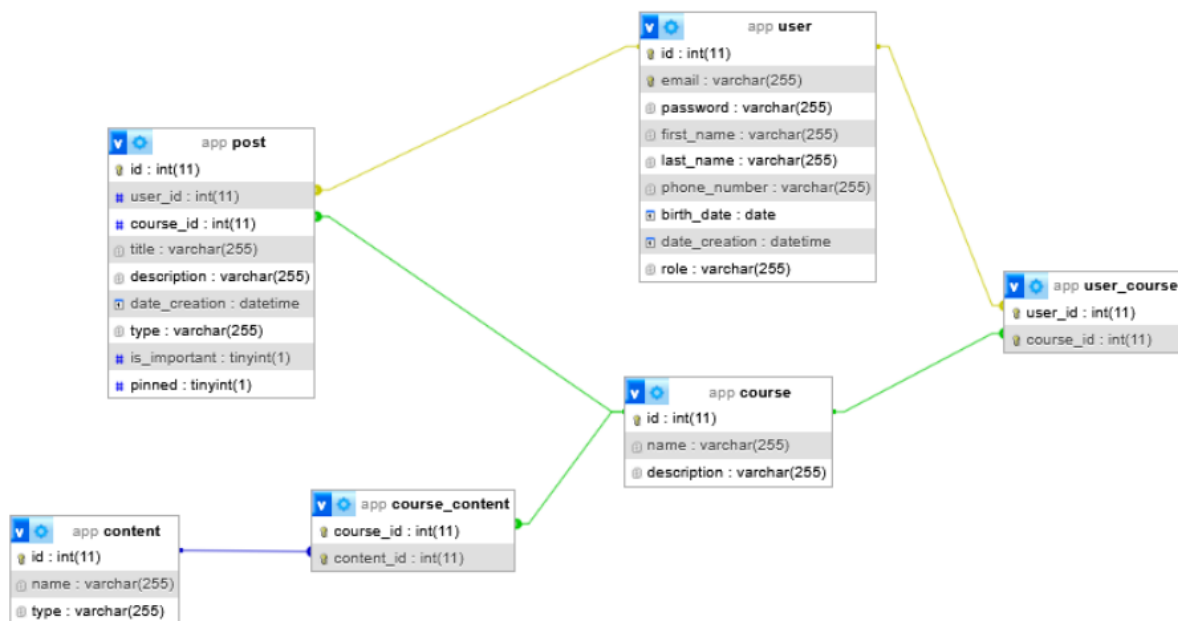 app user
id : int(11)
email : varchar(255)
password : varchar(255)
first_name : varchar(255)
last_name : varchar(255)
phone_number : varchar(255)
birth_date : date
date_creation : datetime
role : varchar(255)
app post
id : int(11)
user_id : int(11)
course_id : int(11)
title : varchar(255)
description : varchar(255)
date_creation : datetime
type : varchar(255)
is_important : tinyint(1)
pinned : tinyint(1)
app user_course
user_id : int(11)
course_id : int(11)
app course
id : int(11)
name : varchar(255)
description : varchar(255)
app course_content
course_id : int(11)
content_id : int(11)
app content
id : int(11)
name : varchar(255)
type : varchar(255)